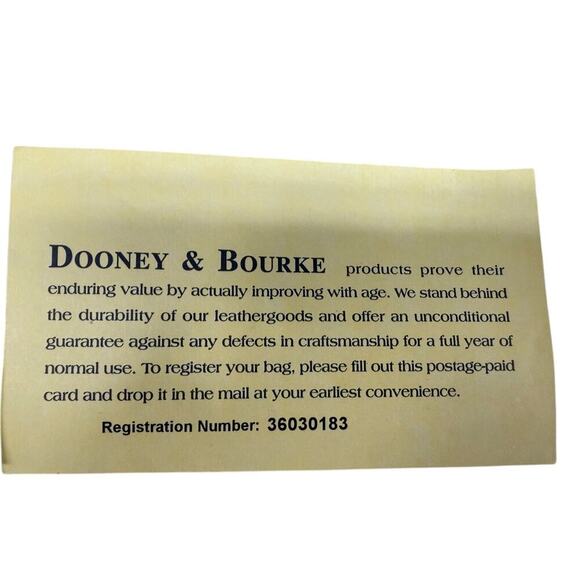 DOONEY & BOURKE products prove their
enduring value by actually improving with age. We stand behind
the durability of our leathergoods and offer an unconditional
guarantee against any defects in craftsmanship for a full year of
normal use. To register your bag, please fill out this postage-paid
card and drop it in the mail at your earliest convenience.
Registration Number: 36030183